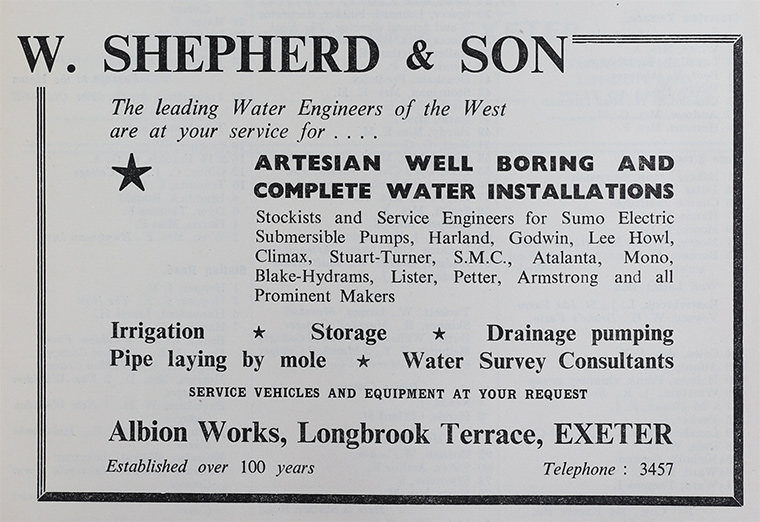 W. SHEPHERD & SON
The leading Water Engineers of the West
are at your service for . . . .
ARTESIAN WELL BORING AND
COMPLETE WATER INSTALLATIONS
Stockists and Service Engineers for Sumo Electric
Submersible Pumps, Harland, Godwin, Lee Howl,
Climax, Stuart-Turner, S.M.C., Atalanta, Mono,
Blake-Hydrams, Lister, Petter, Armstrong and all
Prominent Makers
Irrigation ★ Storage ★ Drainage pumping
Pipe laying by mole ★ Water Survey Consultants
SERVICE VEHICLES AND EQUIPMENT AT YOUR REQUEST
Albion Works, Longbrook Terrace, EXETER
Established over 100 years Telephone : 3457